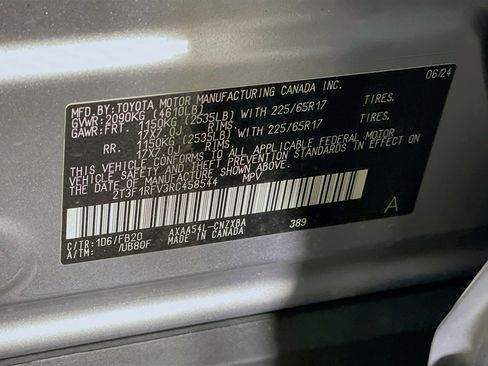 MFD.BY: TOYOTA MOTOR MANUFACTURING CANADA INC. 06/24
GVWR: 2090KG (4610LB)
GAWR: FRT. 1150KG (2535LB) WITH 225/65R17 TIRES,
17X7.0J RIMS,
RR. 1150KG (2535LB) WITH 225/65R17 TIRES,
17X7.0J RIMS.
THIS VEHICLE CONFORMS TO ALL APPLICABLE FEDERAL MOTOR
VEHICLE SAFETY AND THEFT PREVENTION STANDARDS IN EFFECT ON
THE DATE OF MANUFACTURE SHOWN ABOVE.
2T3F1RFV3RC458544 MPV
C/TR: 1D6/FB20 AXAA54L-CNZXBA 389 A
A/TM: /UB80F MADE IN CANADA